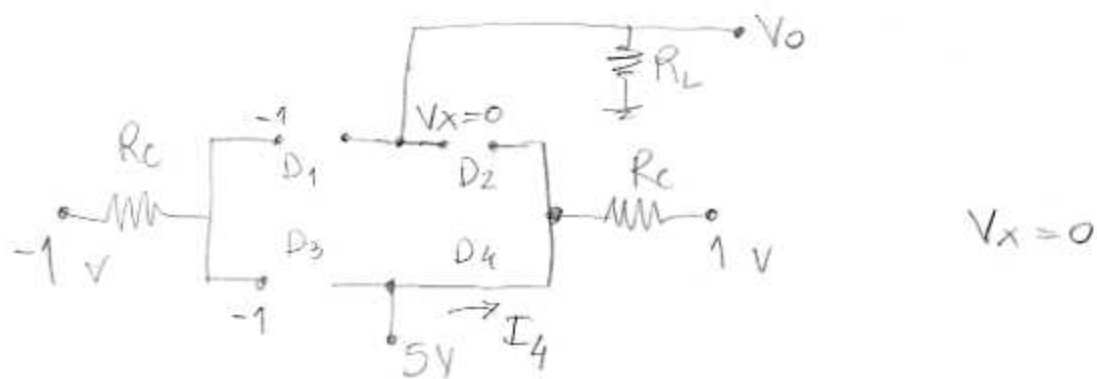 Vo
RL
-1
Vx=0
Rc
D1
D2
Rc
-1 V
D3
D4
1 V
Vx = 0
-1
5V
I4